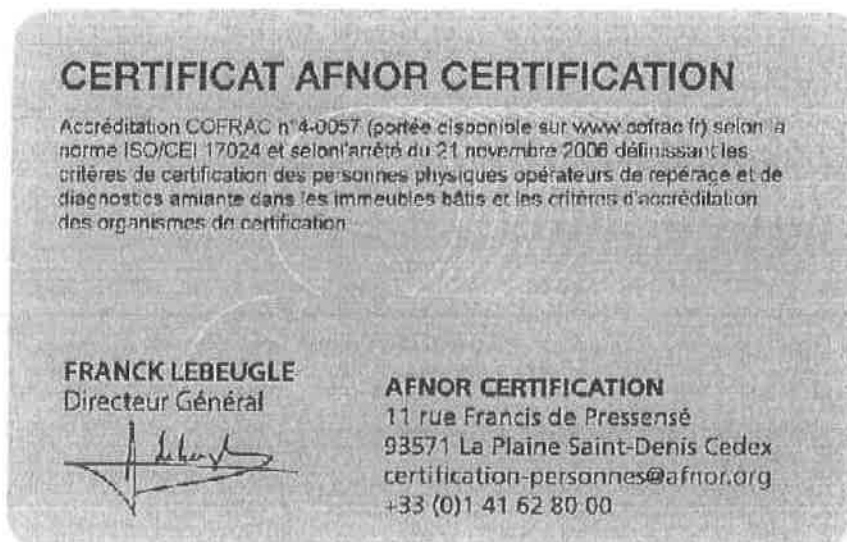 CERTIFICAT AFNOR CERTIFICATION
Accréditation COFRAC n°4-0057 (portée disponible sur www.cofrac.fr) selon la
norme ISO/CEI 17024 et selon l'arrêté du 21 novembre 2006 définissant les
critères de certification des personnes physiques opérateurs de repérage et de
diagnostics amiante dans les immeubles bâtis et les critères d'accréditation
des organismes de certification
FRANCK LEBEUGLE
Directeur Général
AFNOR CERTIFICATION
11 rue Francis de Pressensé
93571 La Plaine Saint-Denis Cedex
certification-personnes@afnor.org
+33 (0)1 41 62 80 00